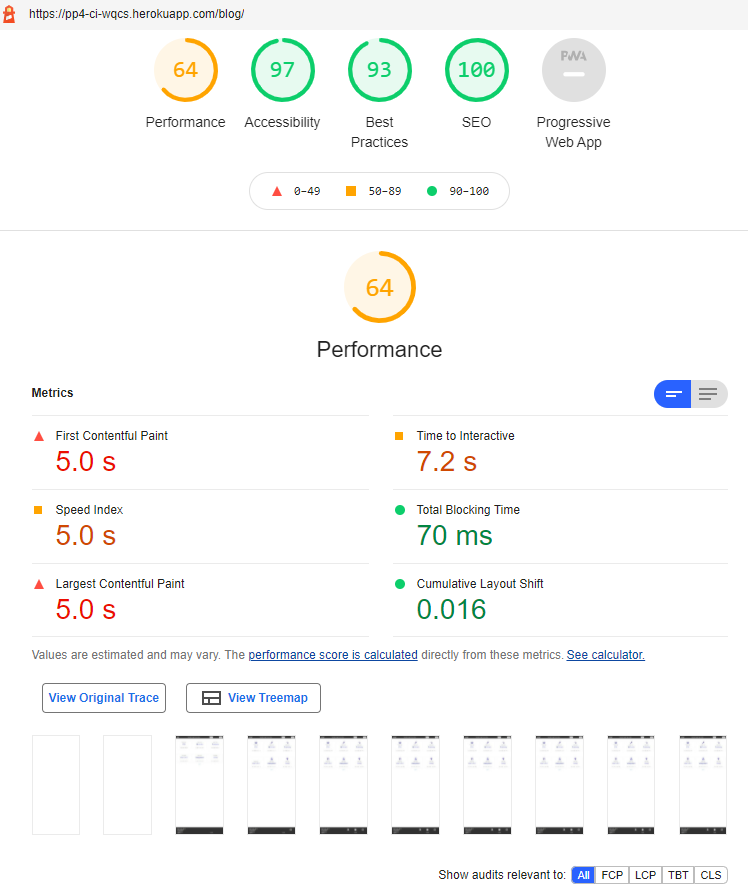 https://pp4-ci-wqcs.herokuapp.com/blog/
64 97 93 100 PWA
Performance Accessibility Best Practices SEO Progressive Web App
0–49 50–89 90–100
64
Performance
Metrics
First Contentful Paint
5.0 s
Time to Interactive
7.2 s
Speed Index
5.0 s
Total Blocking Time
70 ms
Largest Contentful Paint
5.0 s
Cumulative Layout Shift
0.016
Values are estimated and may vary. The performance score is calculated directly from these metrics. See calculator.
View Original Trace View Treemap
Show audits relevant to: All FCP LCP TBT CLS